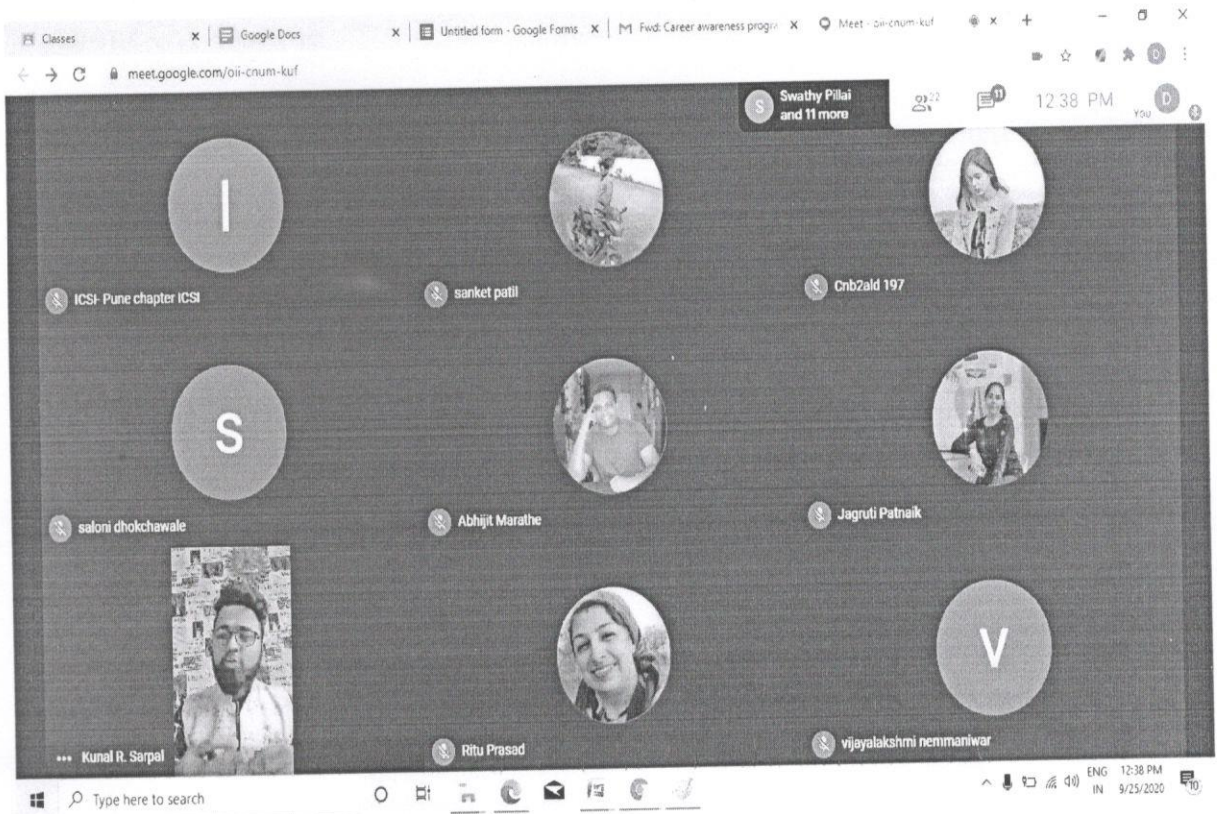 Classes
Google Docs
Untitled form - Google Forms
Fwd: Career awareness progra
Meet - oii-cnum-kuf
meet.google.com/oii-cnum-kuf
D
S
Swathy Pillai
and 11 more
22
11
12:38 PM
You
D
I
ICSI- Pune chapter ICSI
sanket patil
Cnb2ald 197
S
saloni dhokchawale
Abhijit Marathe
Jagruti Patnaik
Kunal R. Sarpal
Ritu Prasad
V
vijayalakshmi nemmaniwar
Type here to search
ENG
IN
12:38 PM
9/25/2020
10